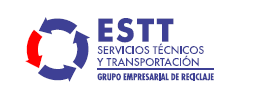 ESTT
SERVICIOS TÉCNICOS
Y TRANSPORTACIÓN
GRUPO EMPRESARIAL DE RECICLAJE